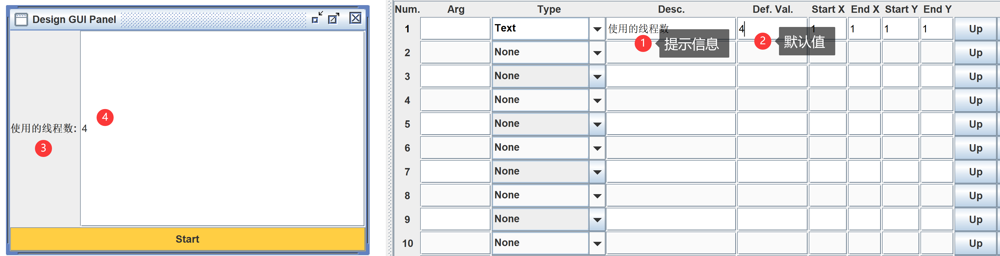 Design GUI Panel
使用的线程数: 4
4
3
Start
Num. Arg Type Desc. Def. Val. Start X End X Start Y End Y
1 Text 使用的线程数 4 1 1 1 1 Up
1 提示信息 2 默认值
2 None Up
3 None Up
4 None Up
5 None Up
6 None Up
7 None Up
8 None Up
9 None Up
10 None Up